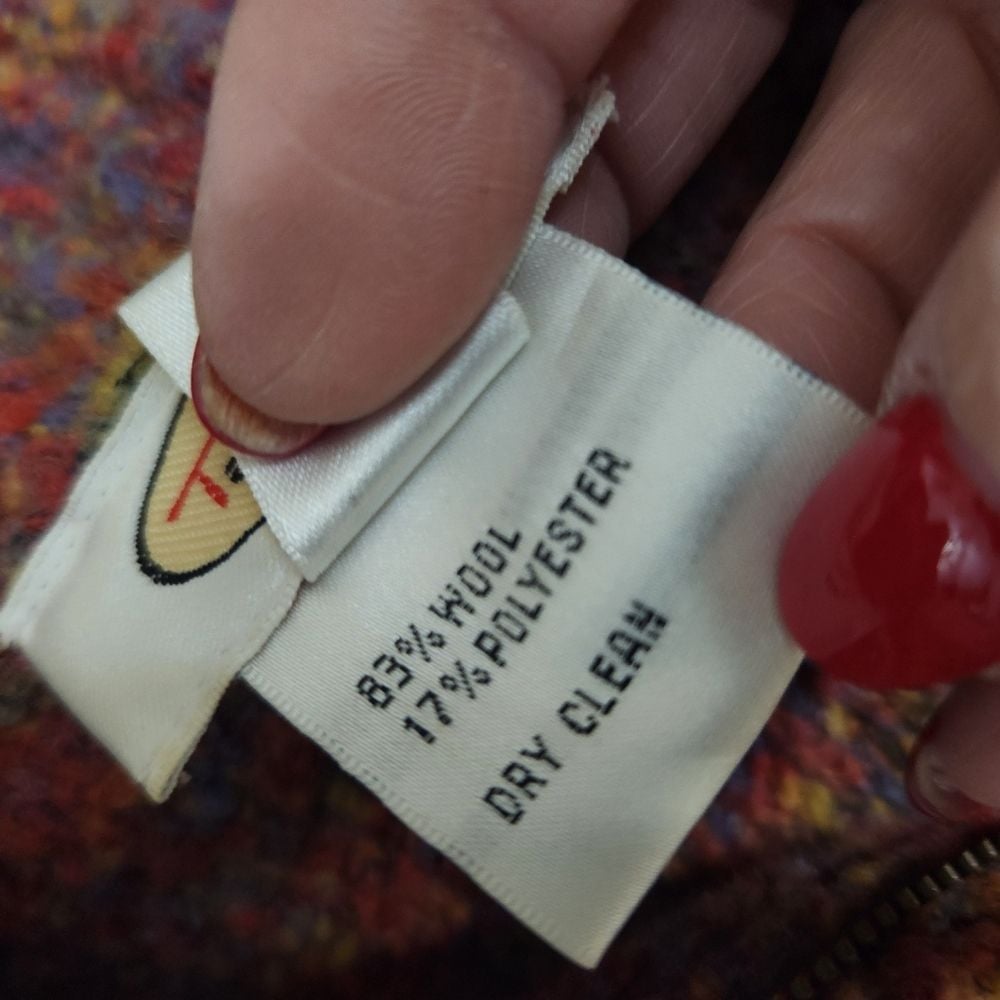 83% WOOL
17% POLYESTER
DRY CLEAN